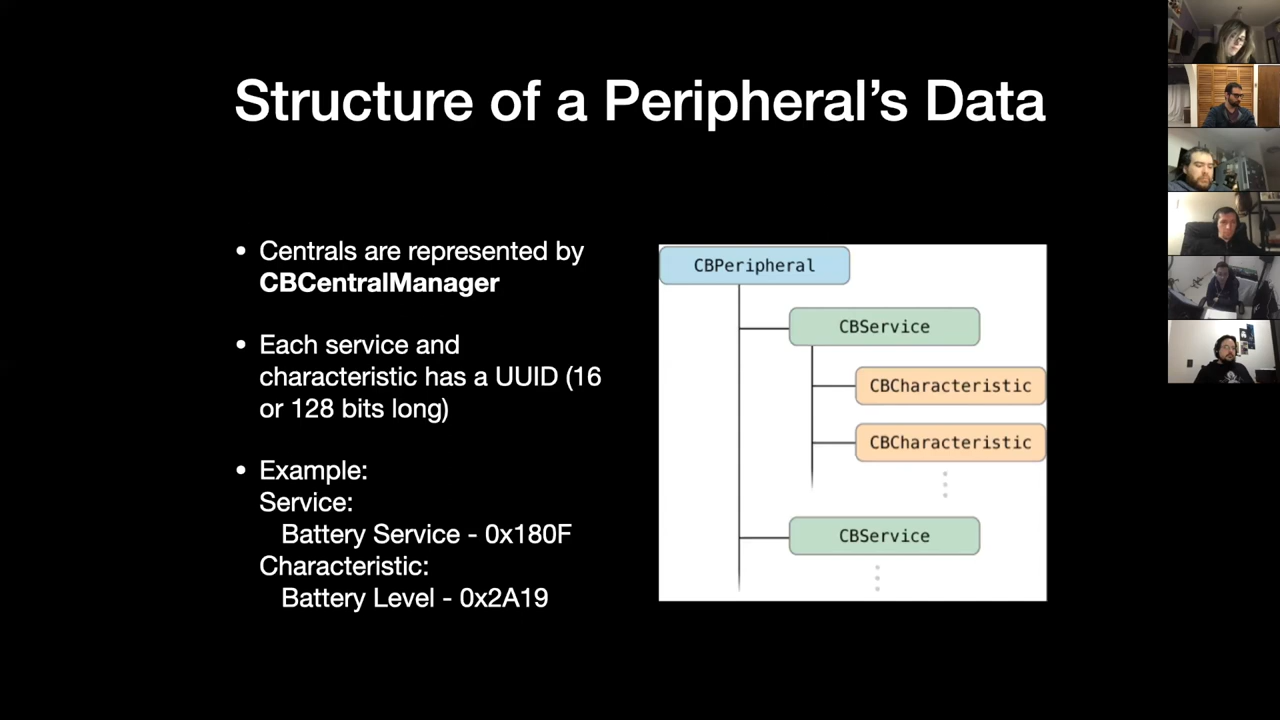 Structure of a Peripheral’s Data
• Centrals are represented by
CBCentralManager
• Each service and
characteristic has a UUID (16
or 128 bits long)
• Example:
Service:
Battery Service - 0x180F
Characteristic:
Battery Level - 0x2A19
CBPeripheral
CBService
CBCharacteristic
CBCharacteristic
CBService